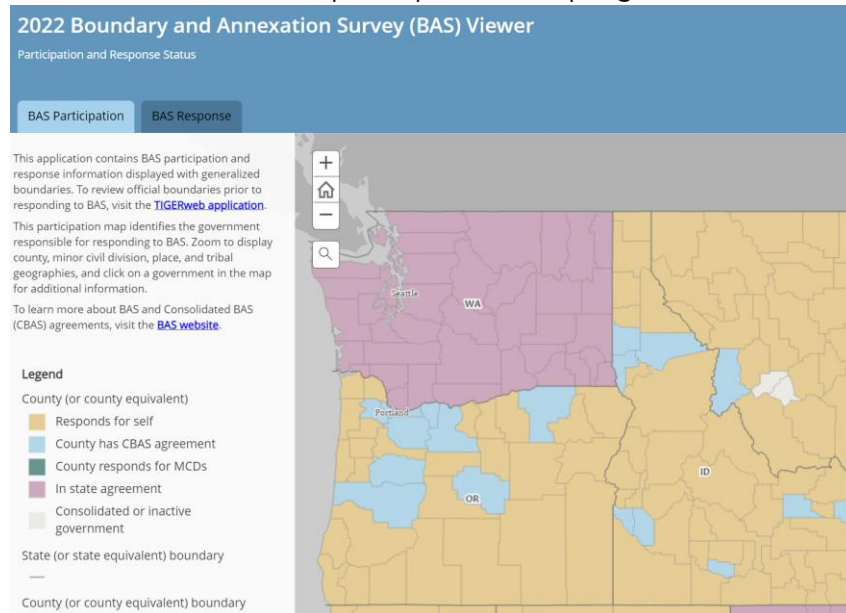 2022 Boundary and Annexation Survey (BAS) Viewer
Participation and Response Status
BAS Participation
BAS Response
This application contains BAS participation and
response information displayed with generalized
boundaries. To review official boundaries prior to
responding to BAS, visit the TIGERweb application.
This participation map identifies the government
responsible for responding to BAS. Zoom to display
county, minor civil division, place, and tribal
geographies, and click on a government in the map
for additional information.
To learn more about BAS and Consolidated BAS
(CBAS) agreements, visit the BAS website.
Legend
County (or county equivalent)
Responds for self
County has CBAS agreement
County responds for MCDs
In state agreement
Consolidated or inactive
government
State (or state equivalent) boundary
County (or county equivalent) boundary
+
−
Seattle
WA
Portland
OR
ID